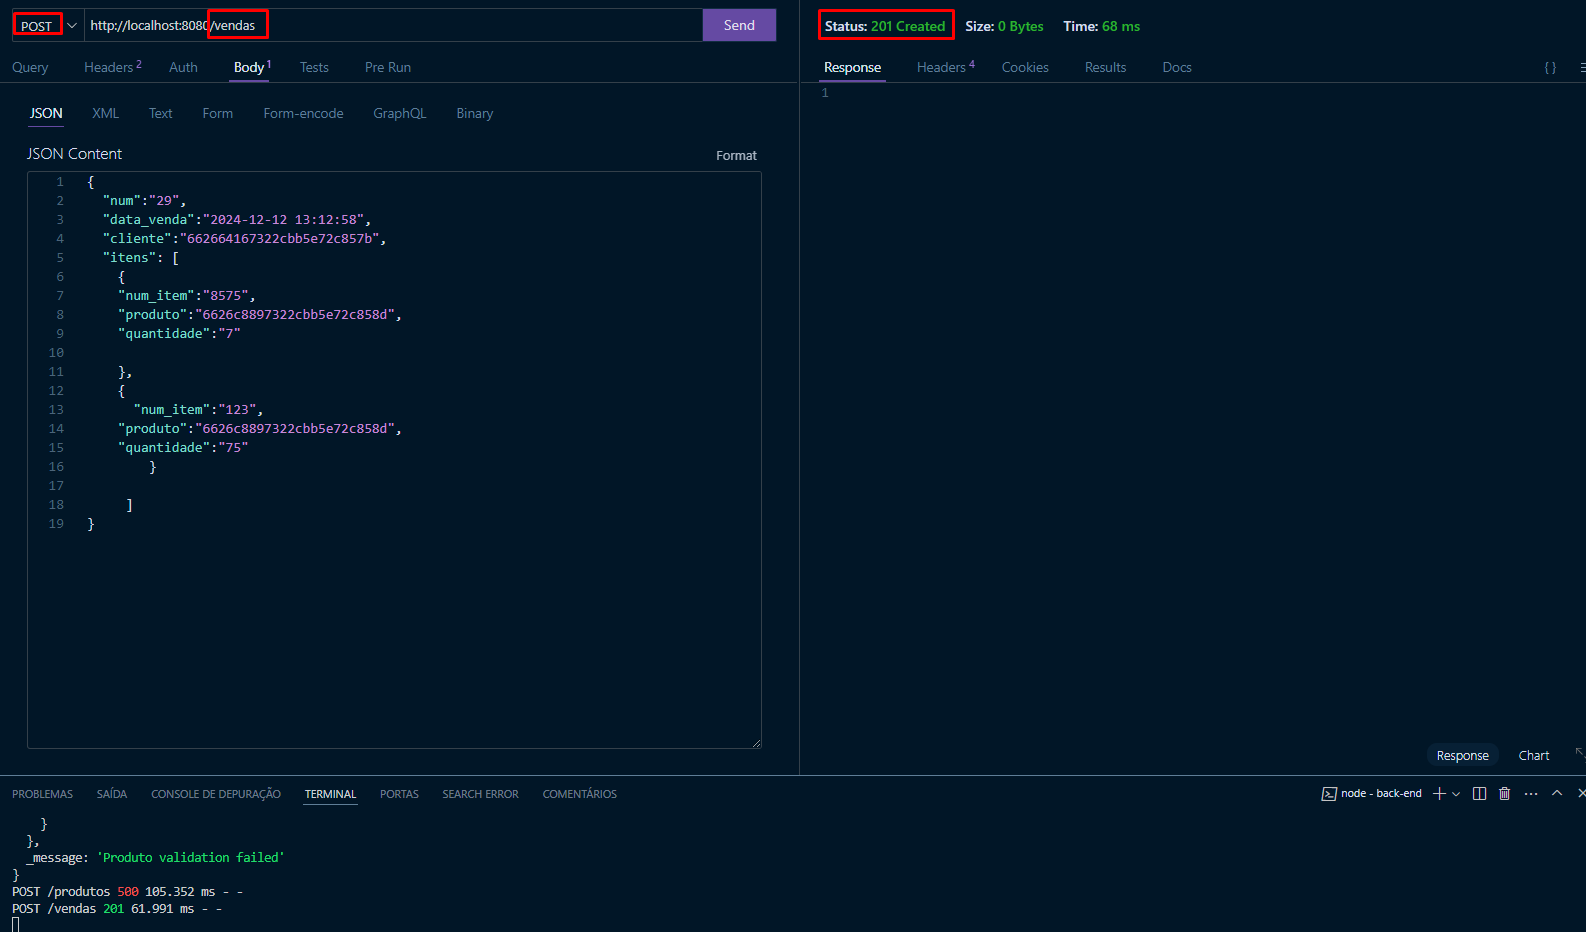 POST http://localhost:8080/vendas Send
Query Headers 2 Auth Body 1 Tests Pre Run
JSON XML Text Form Form-encode GraphQL Binary
JSON Content Format
1 {
2 "num":"29",
3 "data_venda":"2024-12-12 13:12:58",
4 "cliente":"662664167322cbb5e72c857b",
5 "itens": [
6 {
7 "num_item":"8575",
8 "produto":"6626c8897322cbb5e72c858d",
9 "quantidade":"7"
10
11 },
12 {
13 "num_item":"123",
14 "produto":"6626c8897322cbb5e72c858d",
15 "quantidade":"75"
16 }
17
18 ]
19 }
Status: 201 Created Size: 0 Bytes Time: 68 ms
Response Headers 4 Cookies Results Docs { }
1
Response Chart
PROBLEMAS SAÍDA CONSOLE DE DEPURAÇÃO TERMINAL PORTAS SEARCH ERROR COMENTÁRIOS node - back-end
}
},
_message: 'Produto validation failed'
}
POST /produtos 500 105.352 ms - -
POST /vendas 201 61.991 ms - -